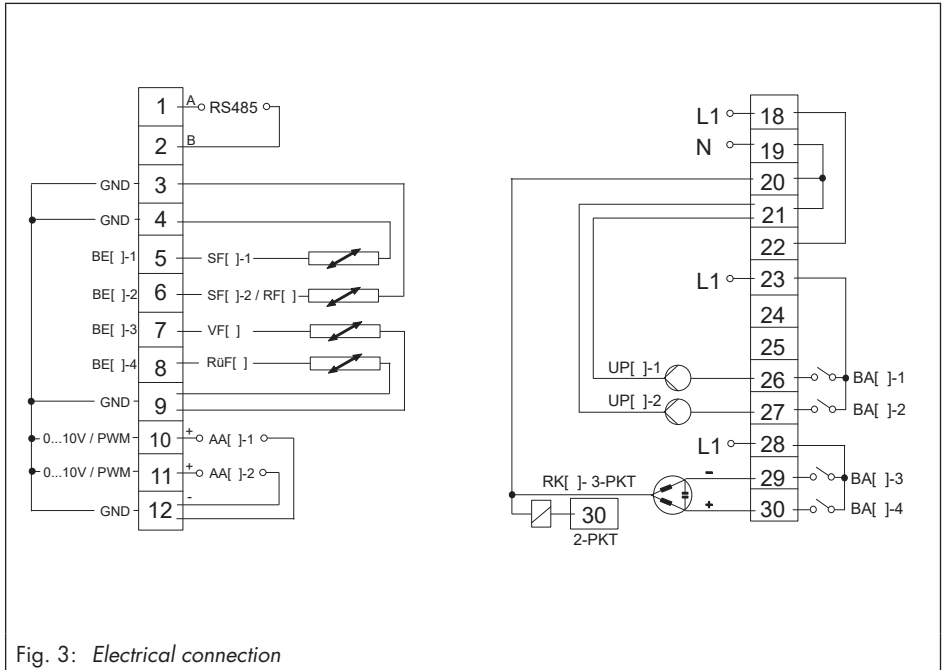 1 A RS485
2 B
GND 3
GND 4
BE[ ]-1 5 SF[ ]-1
BE[ ]-2 6 SF[ ]-2 / RF[ ]
BE[ ]-3 7 VF[ ]
BE[ ]-4 8 RüF[ ]
GND 9
0...10V / PWM 10 + AA[ ]-1
0...10V / PWM 11 + AA[ ]-2
GND 12 -
L1 18
N 19
20
21
22
L1 23
24
25
UP[ ]-1 26 BA[ ]-1
UP[ ]-2 27 BA[ ]-2
L1 28
RK[ ]- 3-PKT - 29 BA[ ]-3
+ 30 BA[ ]-4
30
2-PKT
Fig. 3: Electrical connection